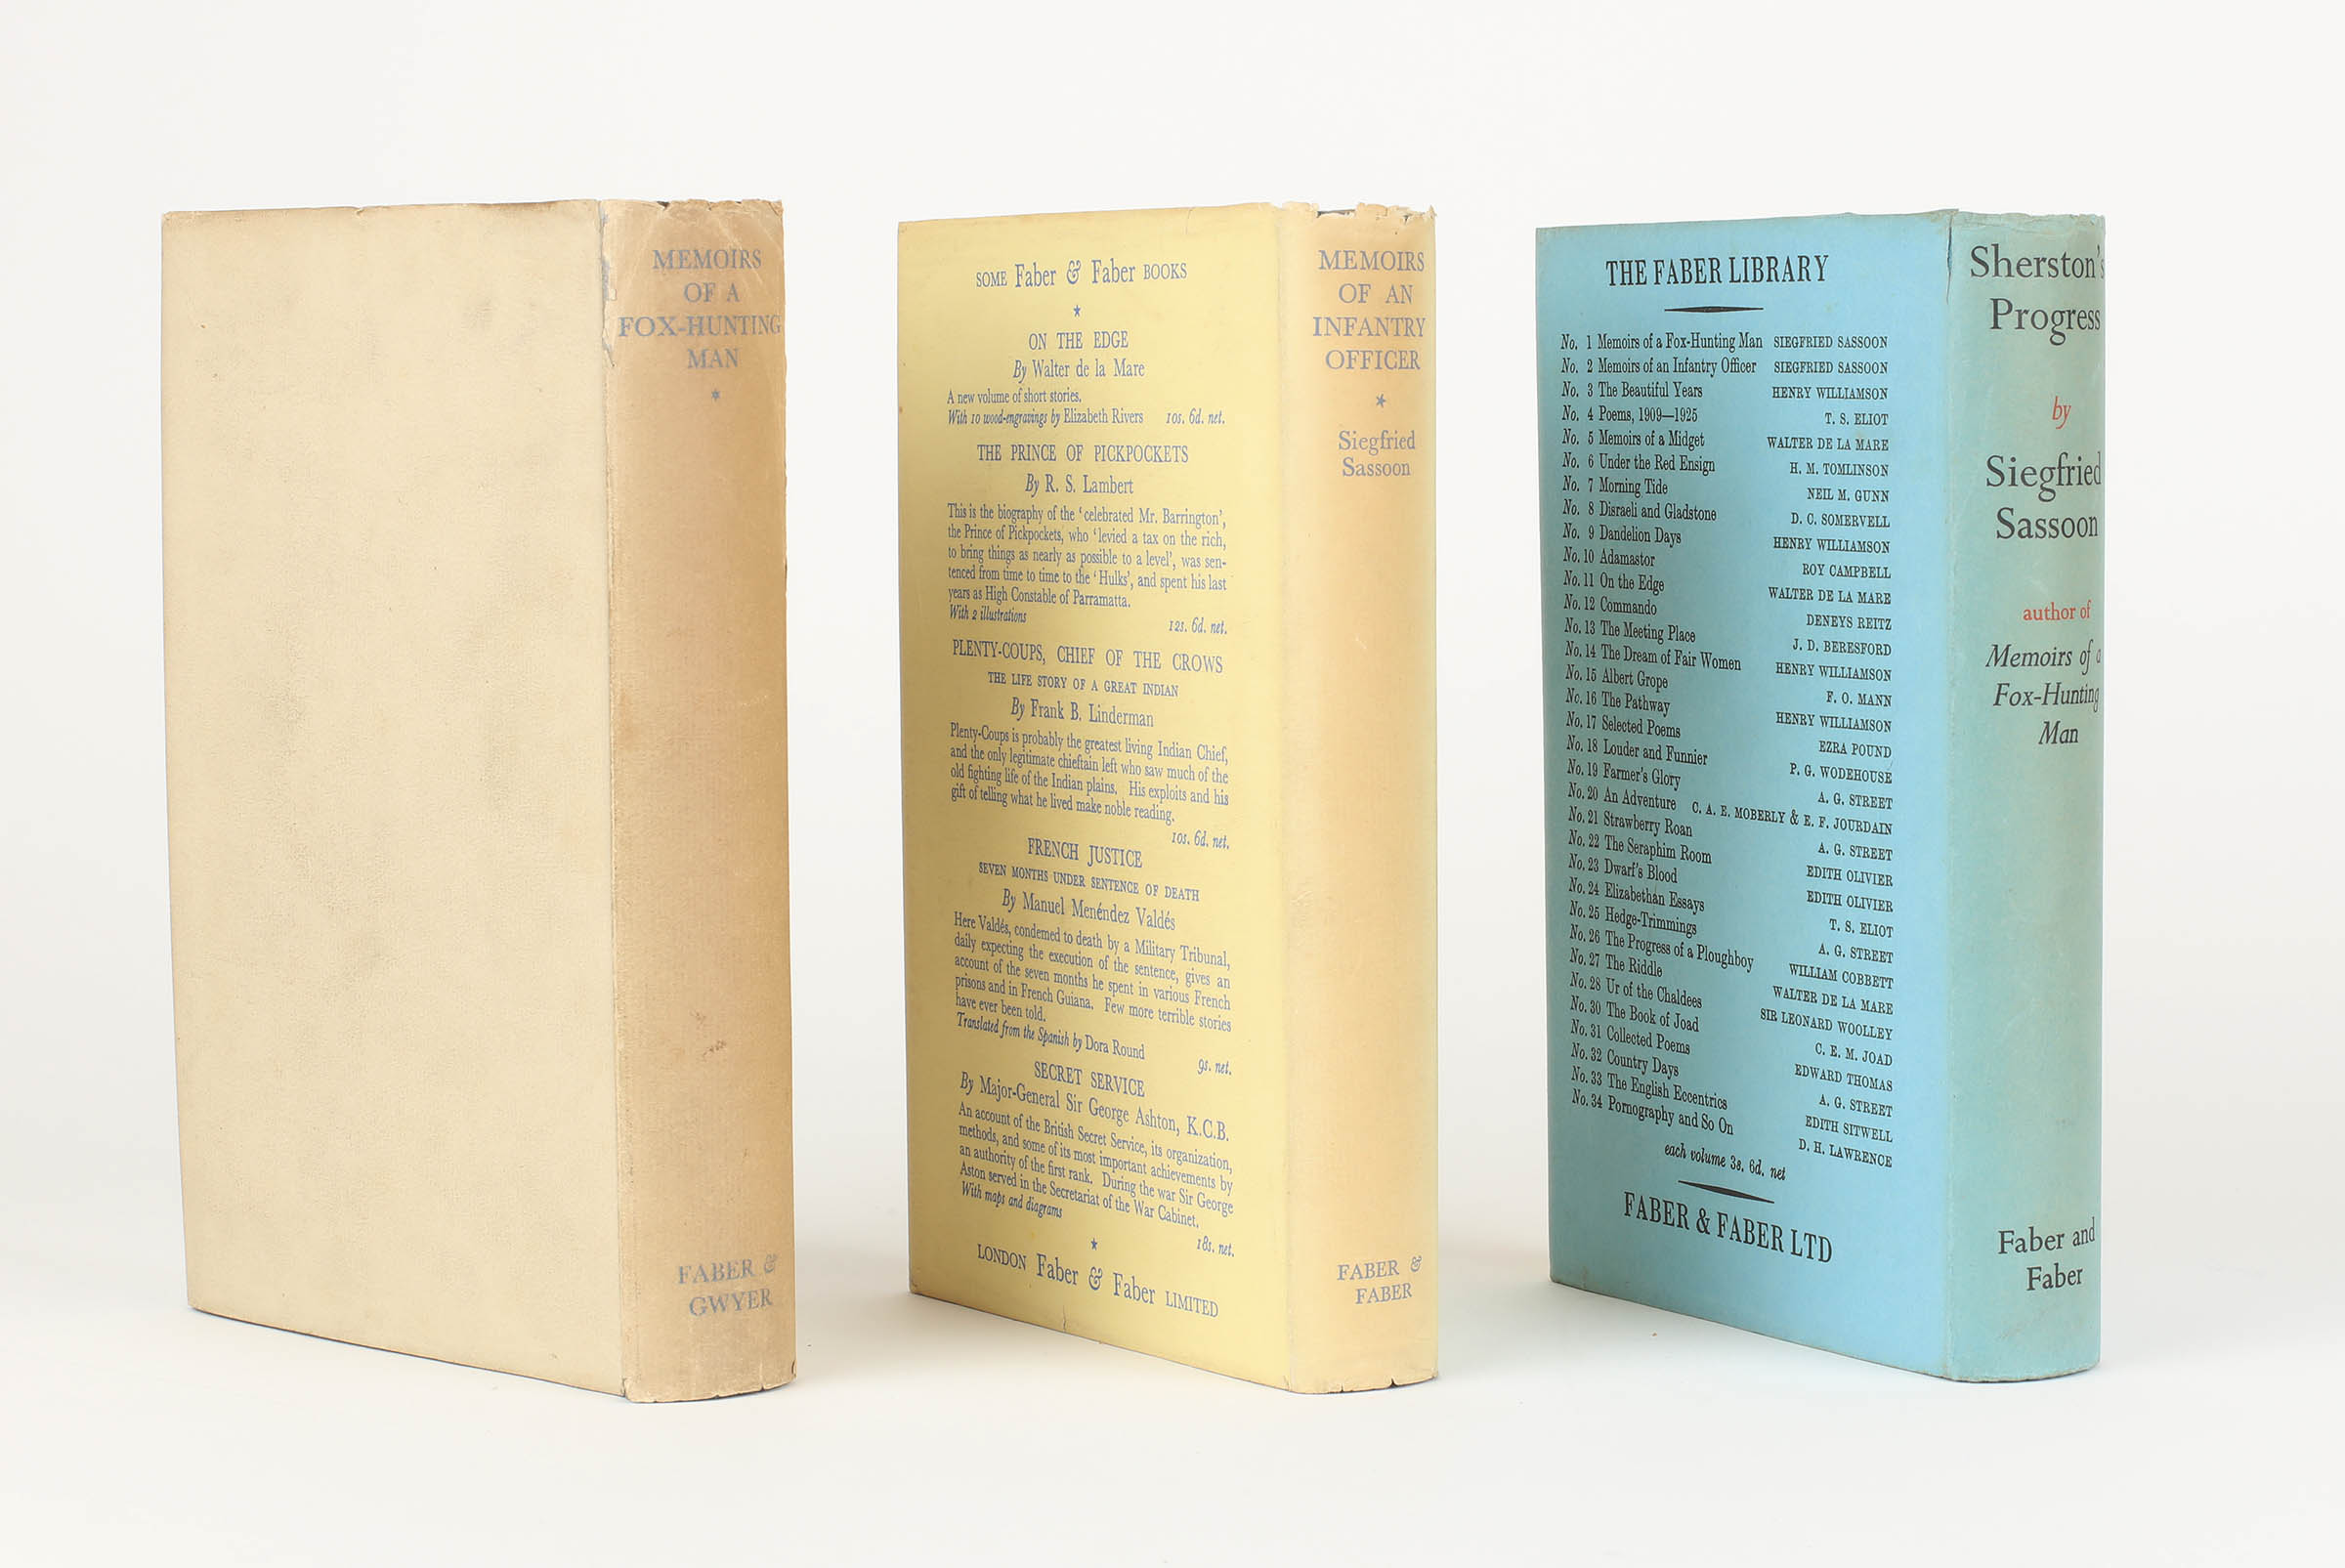 MEMOIRS
OF A
FOX-HUNTING
MAN
FABER &
GWYER
SOME Faber & Faber BOOKS
ON THE EDGE
By Walter de la Mare
A new volume of short stories.
With 10 wood-engravings by Elizabeth Rivers 10s. 6d. net.
THE PRINCE OF PICKPOCKETS
By R. S. Lambert
This is the biography of the ‘celebrated Mr. Barrington’,
the Prince of Pickpockets, who ‘levied a tax on the rich,
to bring things as nearly as possible to a level’, was sen-
tenced from time to time to the ‘Hulks’, and spent his last
years as High Constable of Parramatta.
With 2 illustrations 12s. 6d. net.
PLENTY-COUPS, CHIEF OF THE CROWS
THE LIFE STORY OF A GREAT INDIAN
By Frank B. Linderman
Plenty-Coups is probably the greatest living Indian Chief,
and the only legitimate chieftain left who saw much of the
old fighting life of the Indian plains. His exploits and his
gift of telling what he lived make noble reading.
10s. 6d. net.
FRENCH JUSTICE
SEVEN MONTHS UNDER SENTENCE OF DEATH
By Manuel Menéndez Valdés
Here Valdés, condemed to death by a Military Tribunal,
daily expecting the execution of the sentence, gives an
account of the seven months he spent in various French
prisons and in French Guiana. Few more terrible stories
have ever been told.
Translated from the Spanish by Dora Round 9s. net.
SECRET SERVICE
By Major-General Sir George Ashton, K.C.B.
An account of the British Secret Service, its organization,
methods, and some of its most important achievements by
an authority of the first rank. During the war Sir George
Aston served in the Secretariat of the War Cabinet.
With maps and diagrams 18s. net.
LONDON Faber & Faber LIMITED
MEMOIRS
OF AN
INFANTRY
OFFICER
Siegfried
Sassoon
FABER &
FABER
THE FABER LIBRARY
No. 1 Memoirs of a Fox-Hunting Man SIEGFRIED SASSOON
No. 2 Memoirs of an Infantry Officer SIEGFRIED SASSOON
No. 3 The Beautiful Years HENRY WILLIAMSON
No. 4 Poems, 1909—1925 T. S. ELIOT
No. 5 Memoirs of a Midget WALTER DE LA MARE
No. 6 Under the Red Ensign H. M. TOMLINSON
No. 7 Morning Tide NEIL M. GUNN
No. 8 Disraeli and Gladstone D. C. SOMERVELL
No. 9 Dandelion Days HENRY WILLIAMSON
No. 10 Adamastor ROY CAMPBELL
No. 11 On the Edge WALTER DE LA MARE
No. 12 Commando DENEYS REITZ
No. 13 The Meeting Place J. D. BERESFORD
No. 14 The Dream of Fair Women HENRY WILLIAMSON
No. 15 Albert Grope F. O. MANN
No. 16 The Pathway HENRY WILLIAMSON
No. 17 Selected Poems EZRA POUND
No. 18 Louder and Funnier P. G. WODEHOUSE
No. 19 Farmer's Glory A. G. STREET
No. 20 An Adventure C. A. E. MOBERLY & E. F. JOURDAIN
No. 21 Strawberry Roan A. G. STREET
No. 22 The Seraphim Room EDITH OLIVIER
No. 23 Dwarf's Blood EDITH OLIVIER
No. 24 Elizabethan Essays T. S. ELIOT
No. 25 Hedge-Trimmings A. G. STREET
No. 26 The Progress of a Ploughboy WILLIAM COBBETT
No. 27 The Riddle WALTER DE LA MARE
No. 28 Ur of the Chaldees SIR LEONARD WOOLLEY
No. 30 The Book of Joad C. E. M. JOAD
No. 31 Collected Poems EDWARD THOMAS
No. 32 Country Days A. G. STREET
No. 33 The English Eccentrics EDITH SITWELL
No. 34 Pornography and So On D. H. LAWRENCE
each volume 3s. 6d. net
FABER & FABER LTD
Sherston's
Progress
by
Siegfried
Sassoon
author of
Memoirs of a
Fox-Hunting
Man
Faber and
Faber